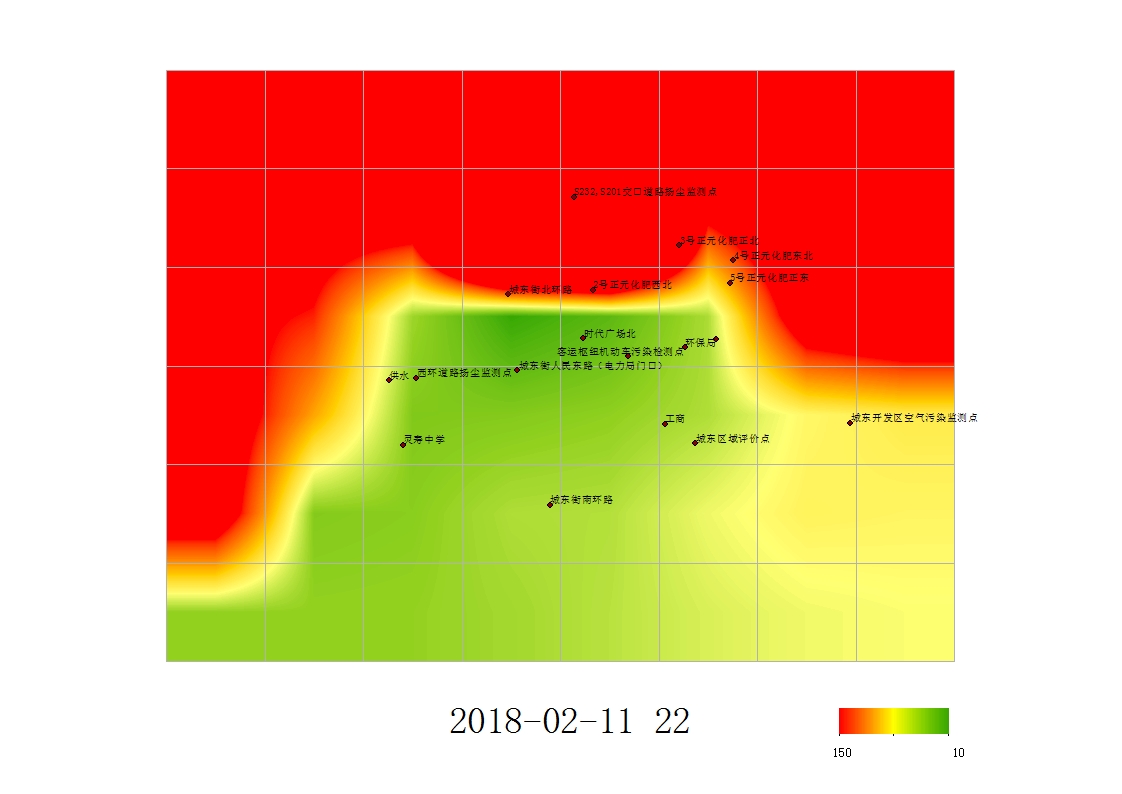 S232,S201交口道路扬尘监测点
3号正元化肥正北
4号正元化肥东北
5号正元化肥正东
2号正元化肥西北
城东街北环路
时代广场北
环保局
客运枢纽机动车污染检测点
城东街人民东路（电力局门口）
供水
西环道路扬尘监测点
工商
城东开发区空气污染监测点
灵寿中学
城东区域评价点
城东街南环路
2018-02-11 22
150
10